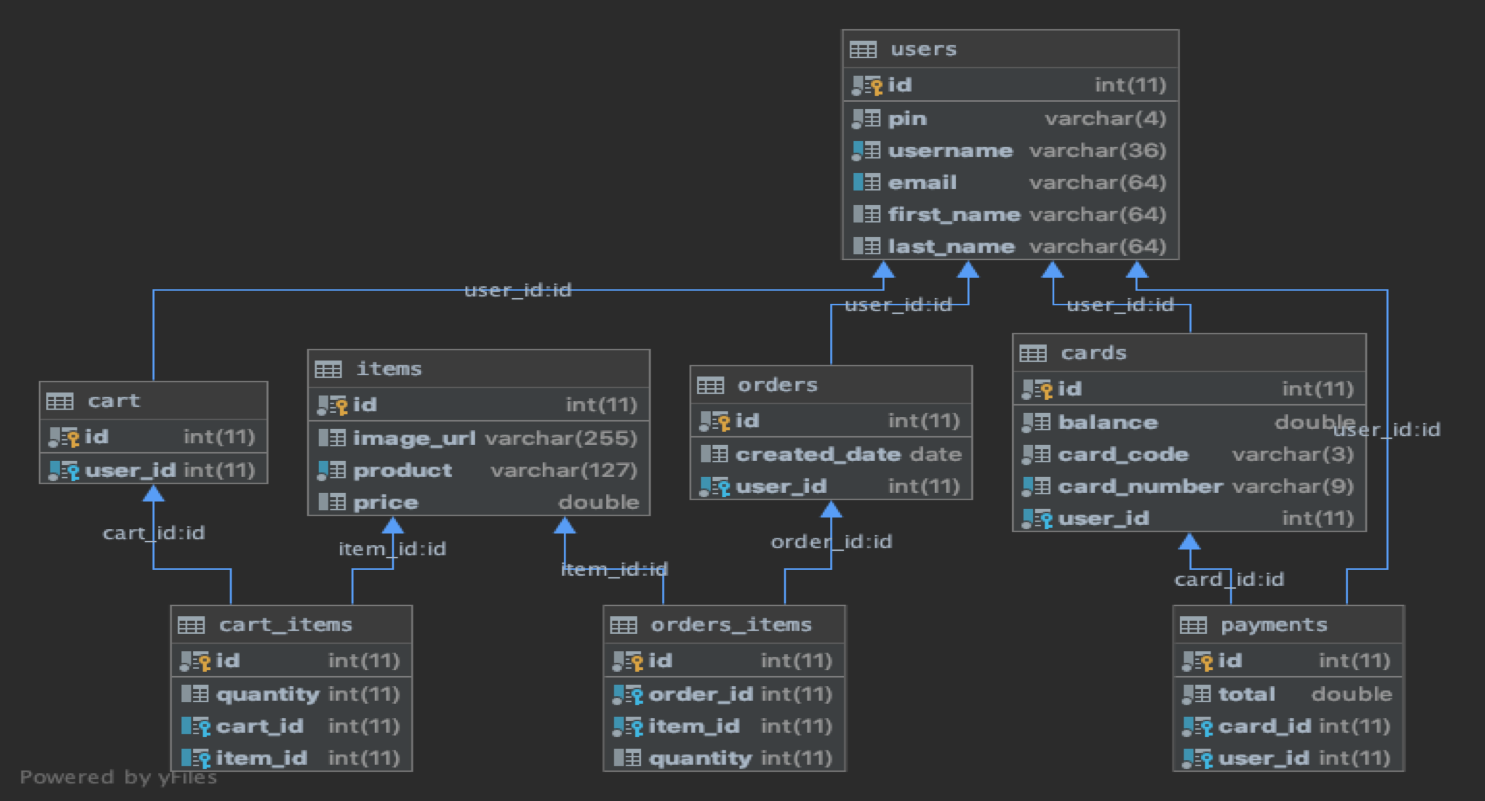 users
id int(11)
pin varchar(4)
username varchar(36)
email varchar(64)
first_name varchar(64)
last_name varchar(64)
user_id:id
user_id:id
user_id:id
user_id:id
cart
id int(11)
user_id int(11)
items
id int(11)
image_url varchar(255)
product varchar(127)
price double
orders
id int(11)
created_date date
user_id int(11)
cards
id int(11)
balance double
card_code varchar(3)
card_number varchar(9)
user_id int(11)
cart_id:id
item_id:id
item_id:id
order_id:id
card_id:id
cart_items
id int(11)
quantity int(11)
cart_id int(11)
item_id int(11)
orders_items
id int(11)
order_id int(11)
item_id int(11)
quantity int(11)
payments
id int(11)
total double
card_id int(11)
user_id int(11)
Powered by yFiles